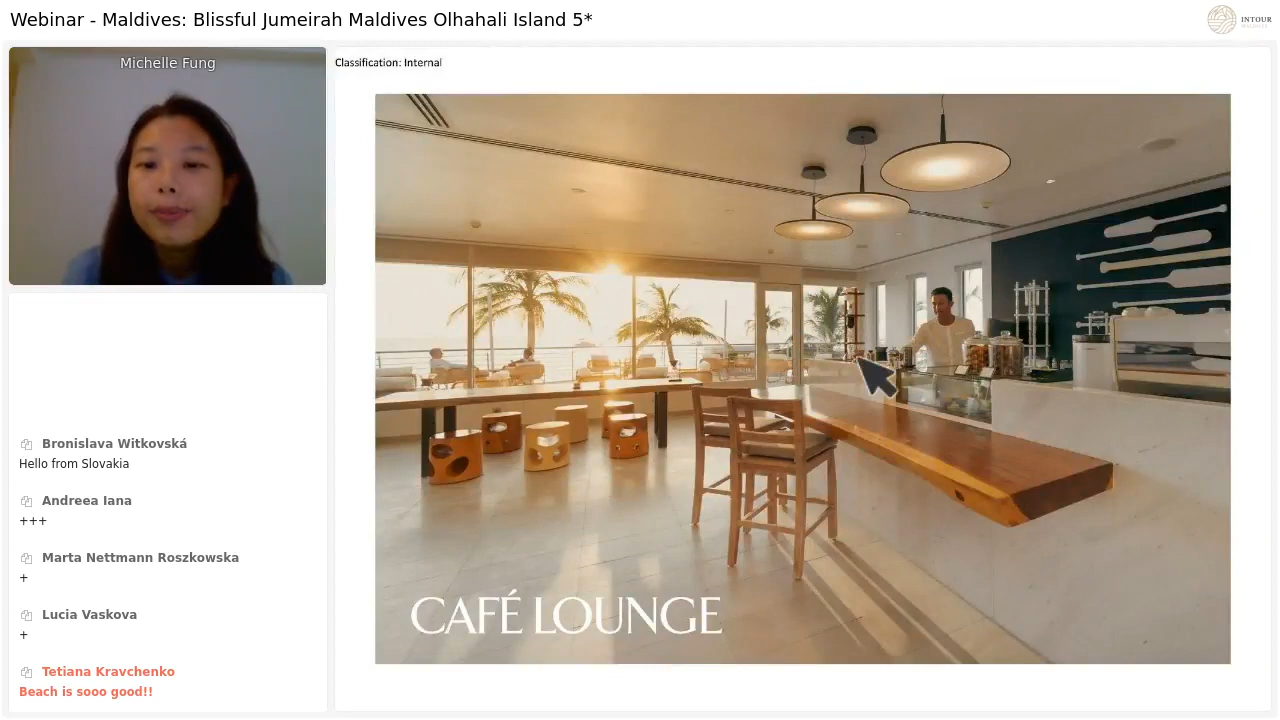 Webinar - Maldives: Blissful Jumeirah Maldives Olhahali Island 5*
INTOUR
Michelle Fung
Classification: Internal
Bronislava Witkovská
Hello from Slovakia
Andreea Iana
+++
Marta Nettmann Roszkowska
+
Lucia Vaskova
+
Tetiana Kravchenko
Beach is sooo good!!
CAFÉ LOUNGE